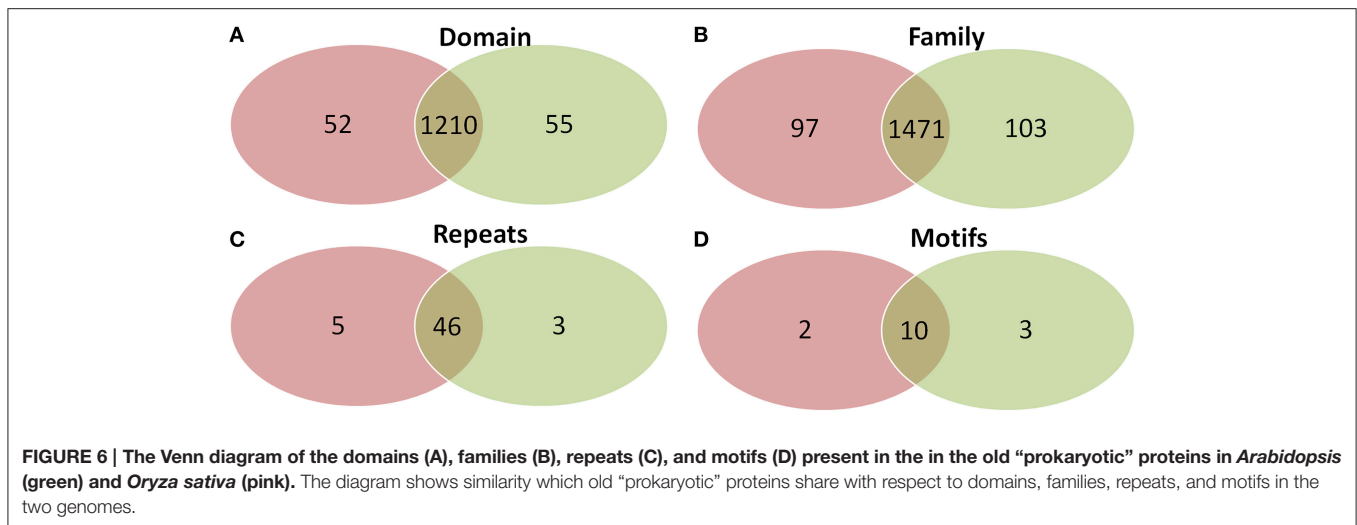 A
Domain
52
1210
55
B
Family
97
1471
103
C
Repeats
5
46
3
D
Motifs
2
10
3
FIGURE 6 | The Venn diagram of the domains (A), families (B), repeats (C), and motifs (D) present in the in the old “prokaryotic” proteins in Arabidopsis
(green) and Oryza sativa (pink). The diagram shows similarity which old “prokaryotic” proteins share with respect to domains, families, repeats, and motifs in the
two genomes.